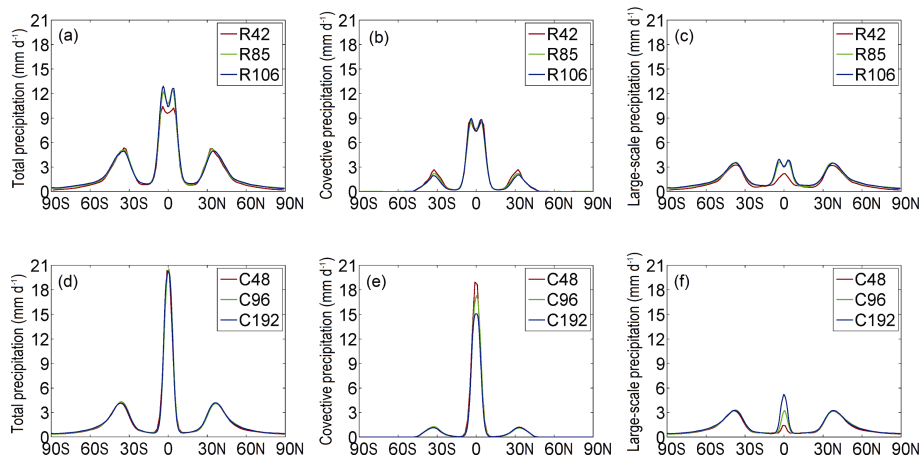 Total precipitation (mm d⁻¹)
21
18
15
12
9
6
3
0
(a)
R42
R85
R106
90S 60S 30S 0 30N 60N 90N
Covective precipitation (mm d⁻¹)
21
18
15
12
9
6
3
0
(b)
R42
R85
R106
90S 60S 30S 0 30N 60N 90N
Large-scale precipitation (mm d⁻¹)
21
18
15
12
9
6
3
0
(c)
R42
R85
R106
90S 60S 30S 0 30N 60N 90N
Total precipitation (mm d⁻¹)
21
18
15
12
9
6
3
0
(d)
C48
C96
C192
90S 60S 30S 0 30N 60N 90N
Covective precipitation (mm d⁻¹)
21
18
15
12
9
6
3
0
(e)
C48
C96
C192
90S 60S 30S 0 30N 60N 90N
Large-scale precipitation (mm d⁻¹)
21
18
15
12
9
6
3
0
(f)
C48
C96
C192
90S 60S 30S 0 30N 60N 90N